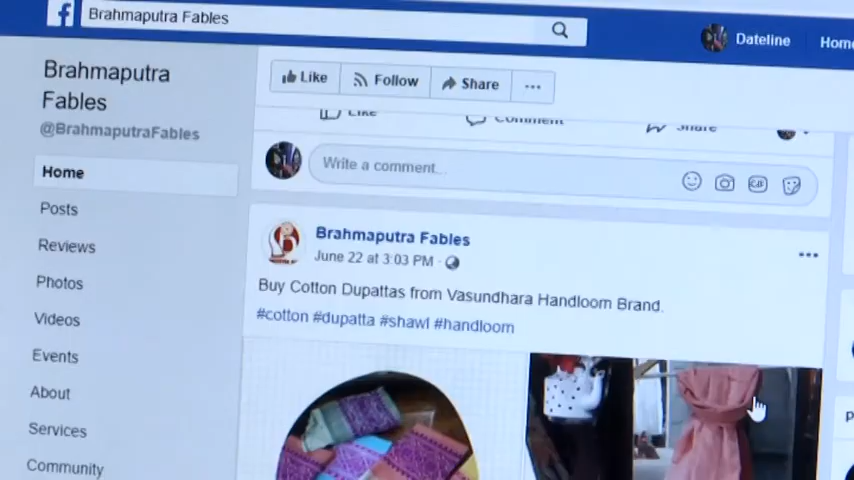 f
Brahmaputra Fables
Dateline
Home
Brahmaputra
Fables
@BrahmaputraFables
Like
Follow
Share
...
Like
Comment
Share
Write a comment...
GIF
Home
Posts
Reviews
Photos
Videos
Events
About
Services
Community
Brahmaputra Fables
June 22 at 3:03 PM ·
...
Buy Cotton Dupattas from Vasundhara Handloom Brand.
#cotton #dupatta #shawl #handloom